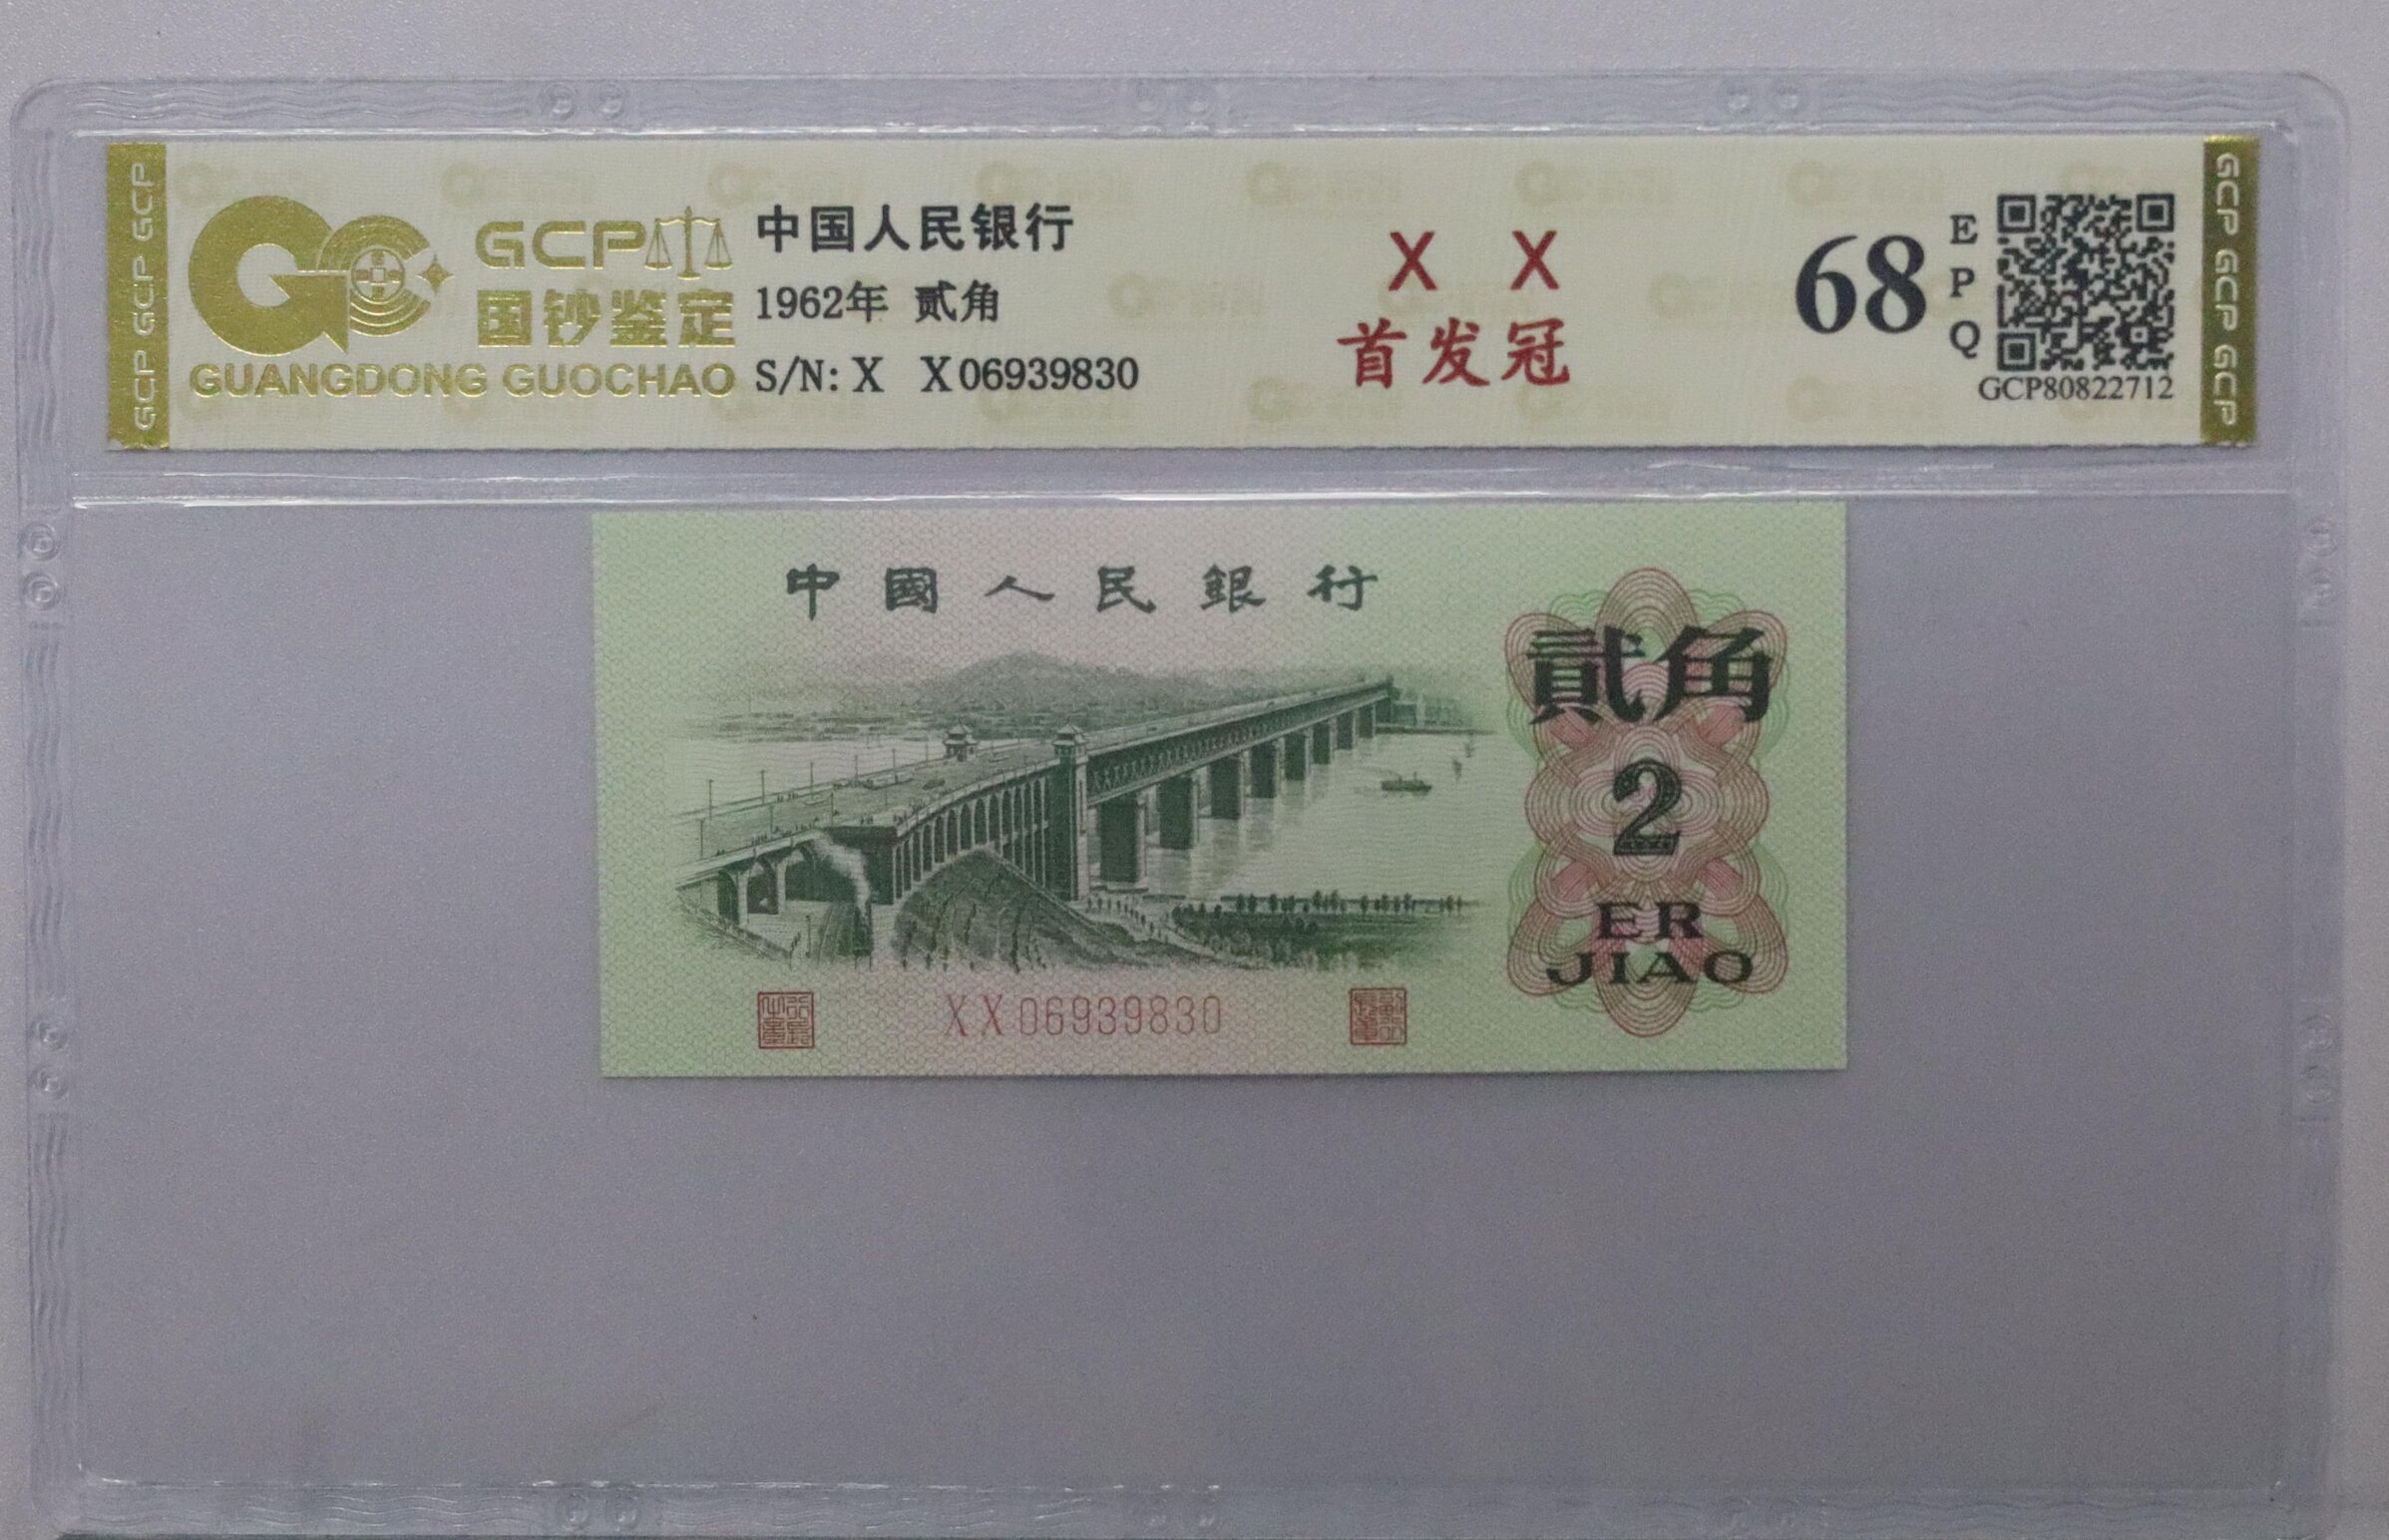 GCP GCP GCP
GCP
国钞鉴定
GUANGDONG GUOCHAO
中国人民银行
1962年 贰角
S/N: X X06939830
X X
首发冠
68
EPQ
GCP80822712
GCP GCP GCP
中國人民銀行
貳角
2
ER
JIAO
XX06939830